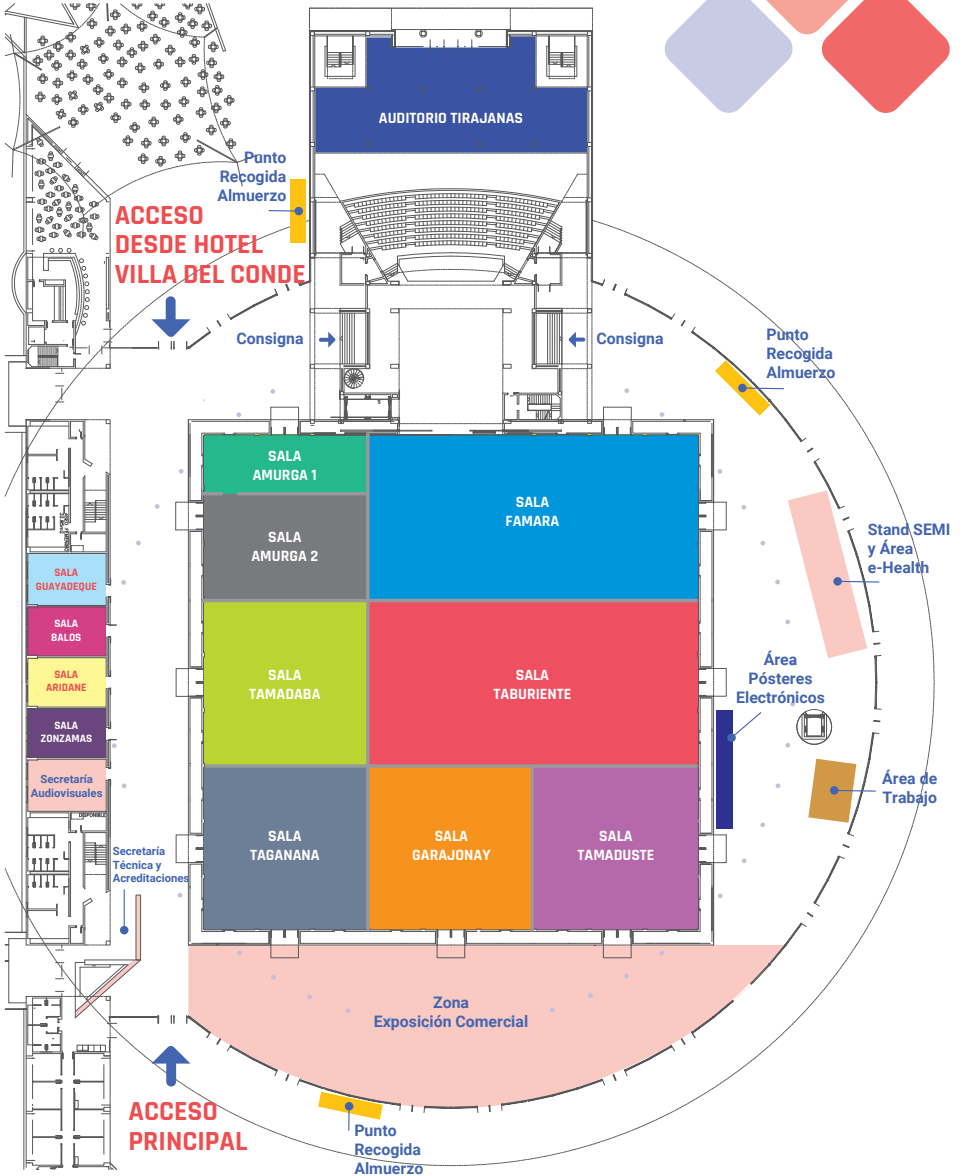 AUDITORIO TIRAJANAS
Punto
Recogida
Almuerzo
ACCESO
DESDE HOTEL
VILLA DEL CONDE
Consigna
Consigna
Punto
Recogida
Almuerzo
SALA
AMURGA 1
SALA
FAMARA
SALA
AMURGA 2
Stand SEMI
y Área
e-Health
SALA
GUAYADEQUE
SALA
BALOS
SALA
ARIDANE
SALA
ZONZAMAS
Secretaría
Audiovisuales
DISPONIBLE
SALA
TAMADABA
SALA
TABURIENTE
Área
Pósteres
Electrónicos
Área de
Trabajo
SALA
TAGANANA
SALA
GARAJONAY
SALA
TAMADUSTE
Secretaría
Técnica y
Acreditaciones
Zona
Exposición Comercial
ACCESO
PRINCIPAL
Punto
Recogida
Almuerzo